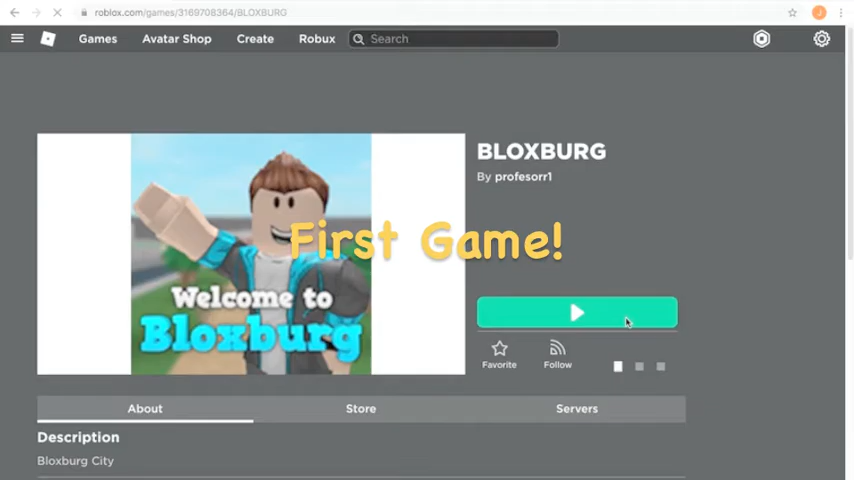 roblox.com/games/3169708364/BLOXBURG
J
Games Avatar Shop Create Robux Search
BLOXBURG
By profesorr1
First Game!
Welcome to
Bloxburg
Favorite Follow
About Store Servers
Description
Bloxburg City